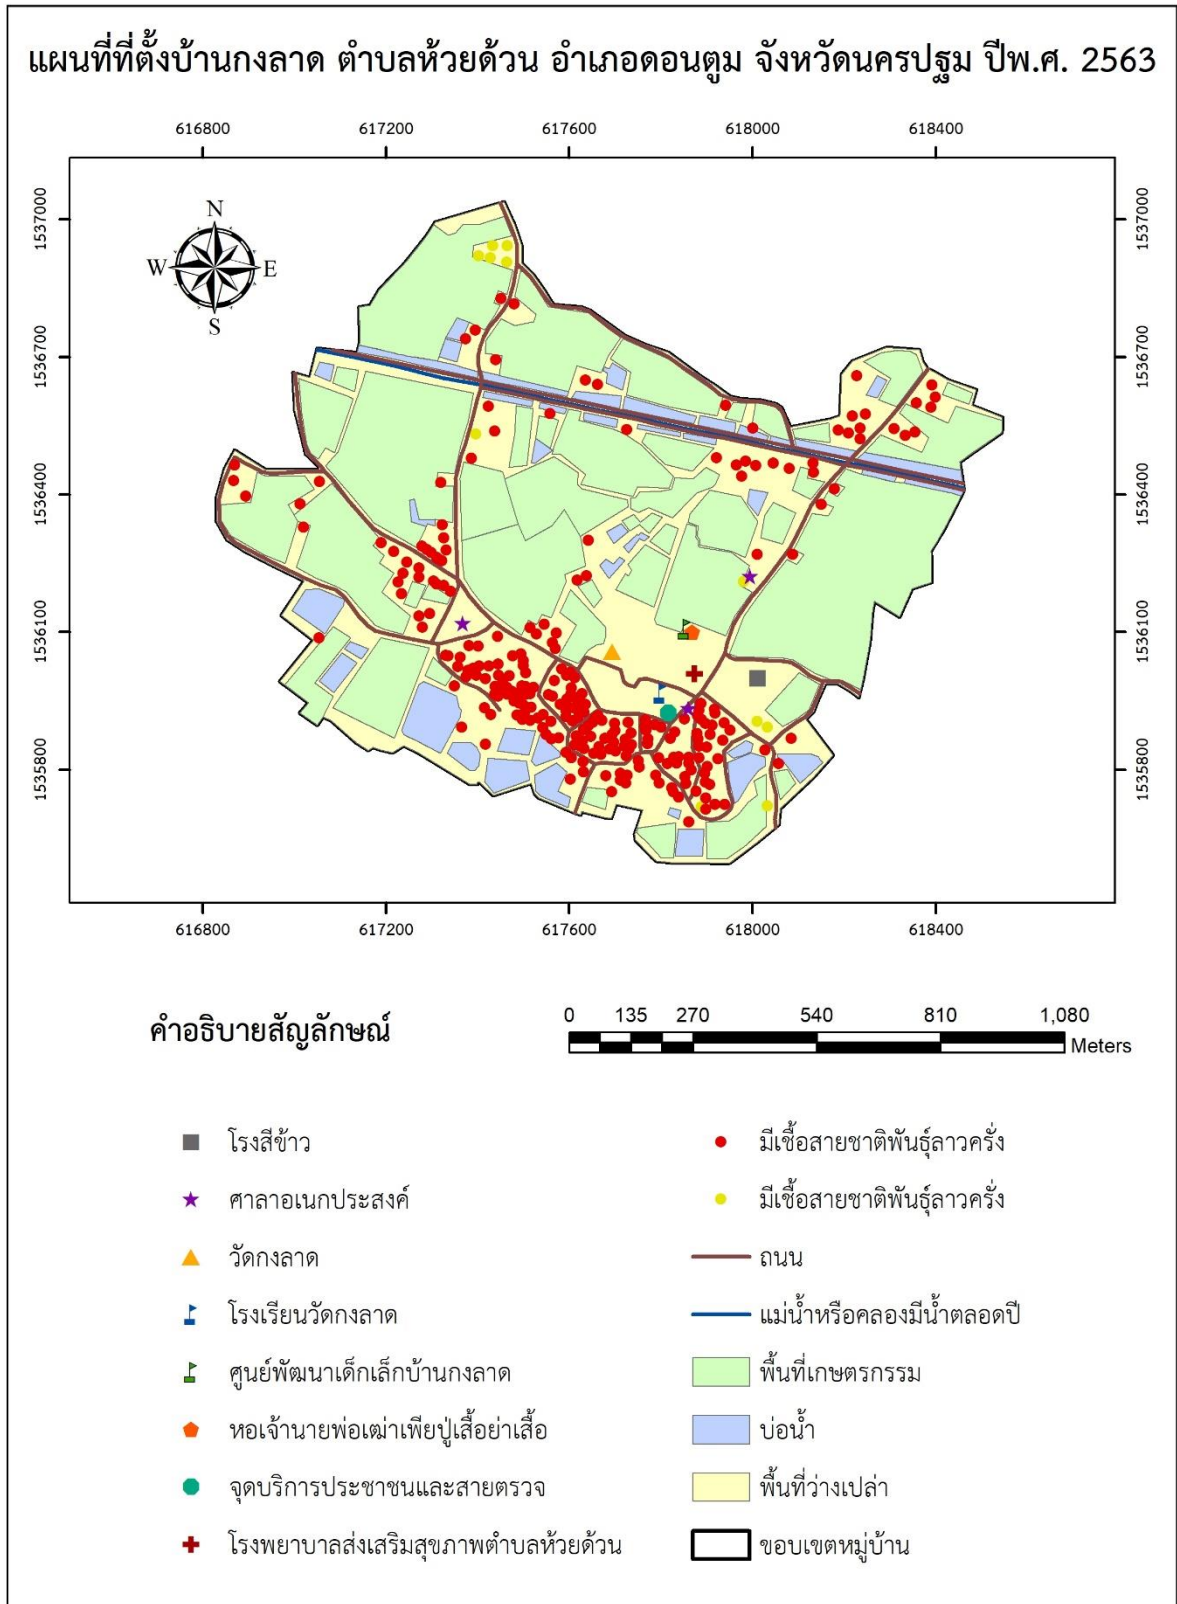 แผนที่ที่ตั้งบ้านกงลาด ตำบลห้วยด้วน อำเภอดอนตูม จังหวัดนครปฐม ปีพ.ศ. 2563
616800 617200 617600 618000 618400
N
W E
S
1537000 1537000
1536700 1536700
1536400 1536400
1536100 1536100
1535800 1535800
616800 617200 617600 618000 618400
คำอธิบายสัญลักษณ์
0 135 270 540 810 1,080
Meters
โรงสีข้าว
ศาลาอเนกประสงค์
วัดกงลาด
โรงเรียนวัดกงลาด
ศูนย์พัฒนาเด็กเล็กบ้านกงลาด
หอเจ้านายพ่อเฒ่าเพียปู่เสื้อย่าเสื้อ
จุดบริการประชาชนและสายตรวจ
โรงพยาบาลส่งเสริมสุขภาพตำบลห้วยด้วน
มีเชื้อสายชาติพันธุ์ลาวครั่ง
มีเชื้อสายชาติพันธุ์ลาวครั่ง
ถนน
แม่น้ำหรือคลองมีน้ำตลอดปี
พื้นที่เกษตรกรรม
บ่อน้ำ
พื้นที่ว่างเปล่า
ขอบเขตหมู่บ้าน